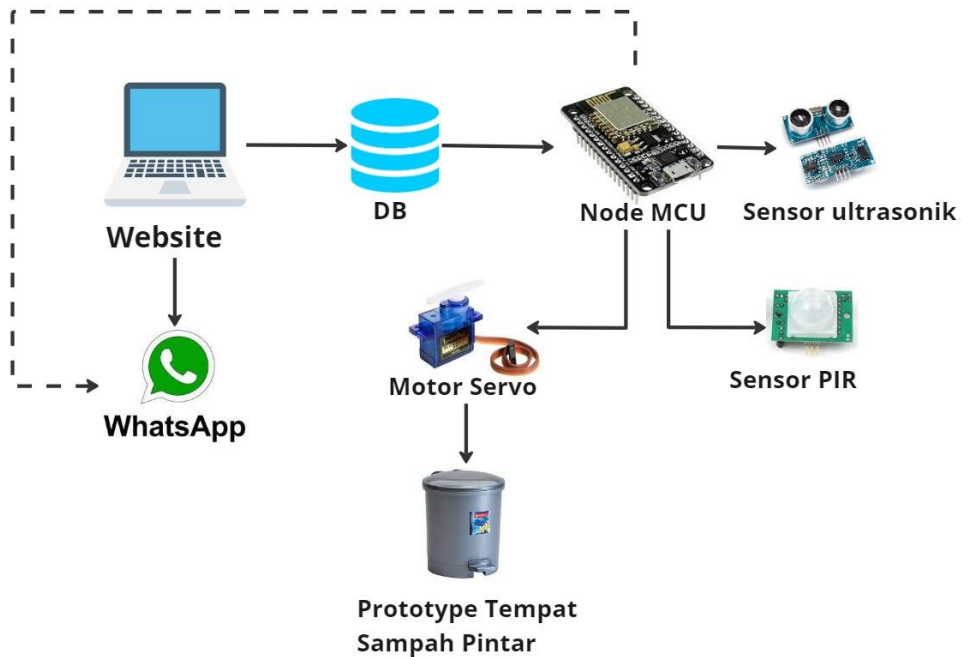 DB
Node MCU
Sensor ultrasonik
Website
Motor Servo
Sensor PIR
WhatsApp
Prototype Tempat
Sampah Pintar